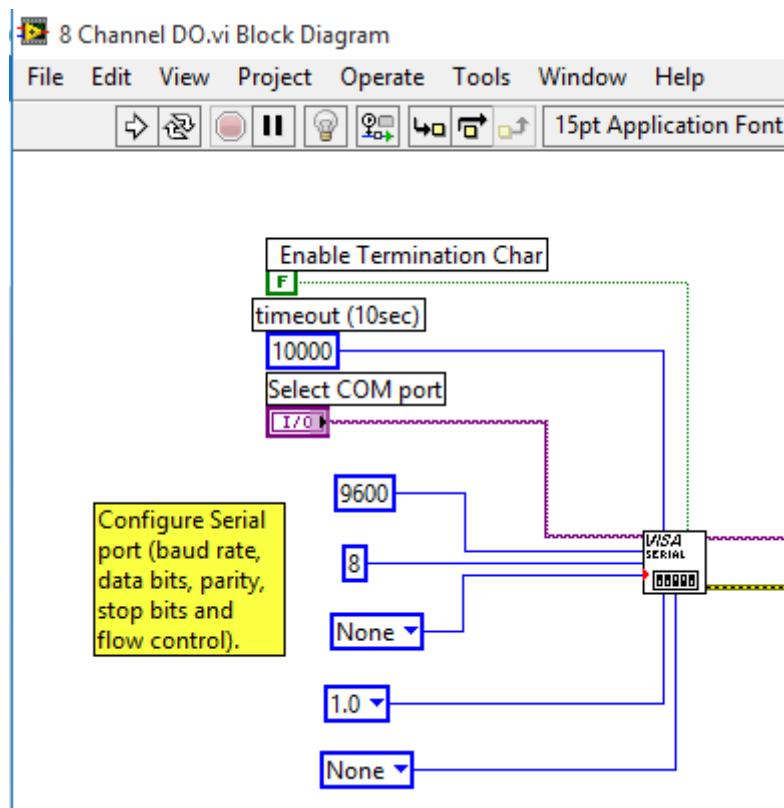 8 Channel DO.vi Block Diagram
File Edit View Project Operate Tools Window Help
15pt Application Font
Enable Termination Char
F
timeout (10sec)
10000
Select COM port
I/O
9600
8
None
1.0
None
Configure Serial
port (baud rate,
data bits, parity,
stop bits and
flow control).
VISA
SERIAL